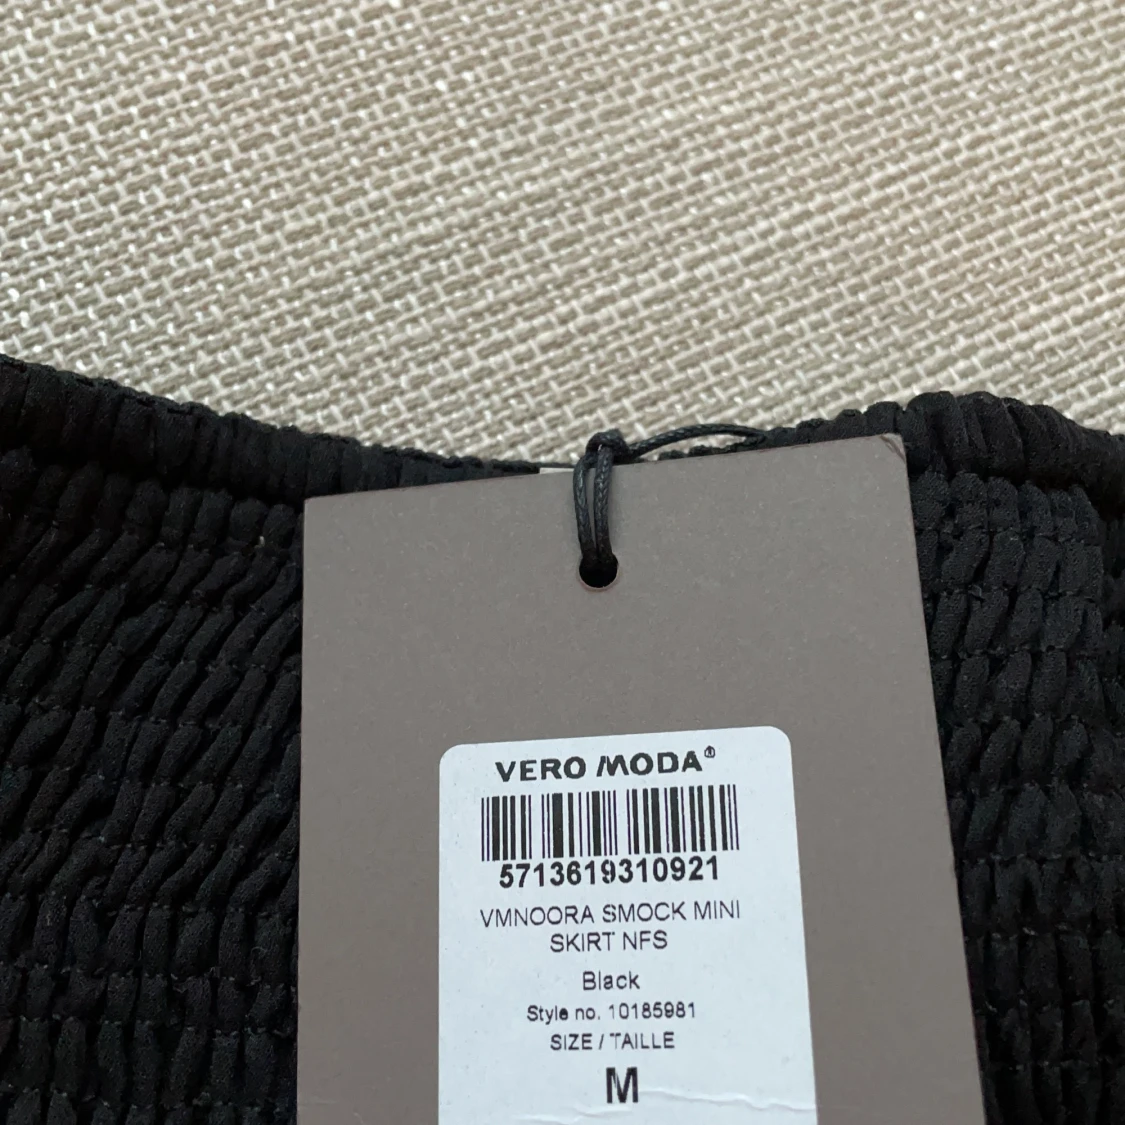 VERO MODA®
5713619310921
VMNOORA SMOCK MINI
SKIRT NFS
Black
Style no. 10185981
SIZE / TAILLE
M